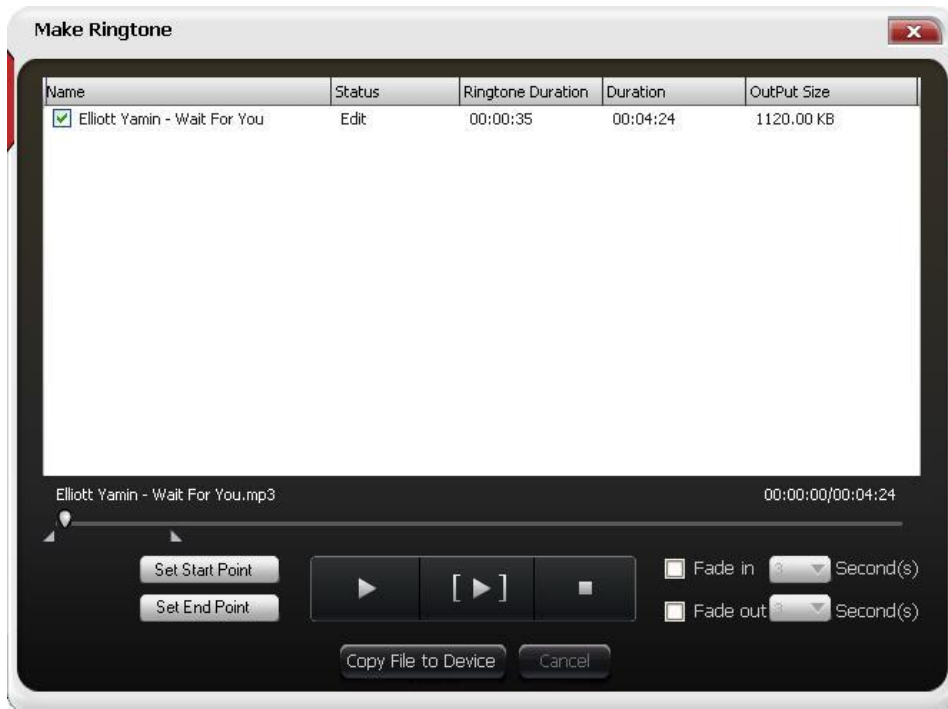 Make Ringtone
Name Status Ringtone Duration Duration OutPut Size
Elliott Yamin - Wait For You Edit 00:00:35 00:04:24 1120.00 KB
Elliott Yamin - Wait For You.mp3 00:00:00/00:04:24
Set Start Point Fade in 3 Second(s)
Set End Point Fade out 3 Second(s)
Copy File to Device Cancel